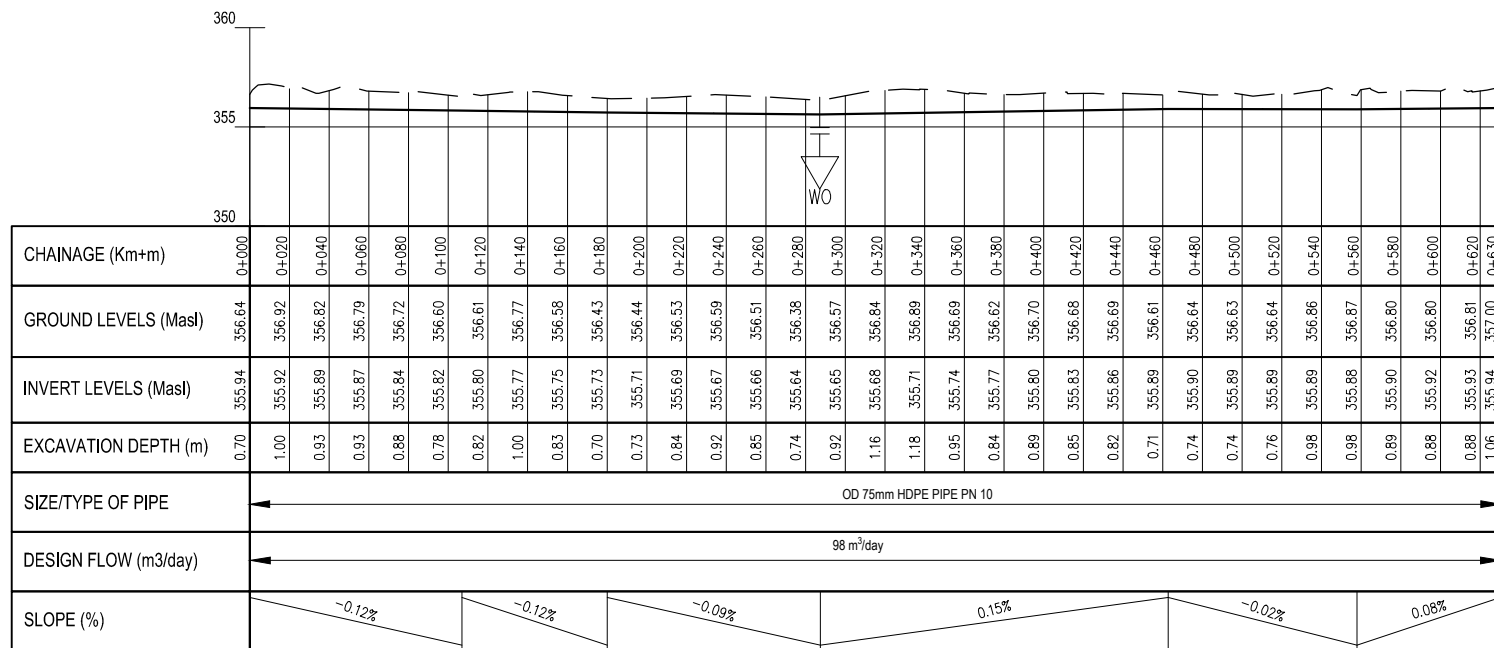 360
355
350
WO
CHAINAGE (Km+m) 0+000 0+020 0+040 0+060 0+080 0+100 0+120 0+140 0+160 0+180 0+200 0+220 0+240 0+260 0+280 0+300 0+320 0+340 0+360 0+380 0+400 0+420 0+440 0+460 0+480 0+500 0+520 0+540 0+560 0+580 0+600 0+620 0+630
GROUND LEVELS (Masl) 356.64 356.92 356.82 356.79 356.72 356.60 356.61 356.77 356.58 356.43 356.44 356.53 356.59 356.51 356.38 356.57 356.84 356.89 356.69 356.62 356.70 356.68 356.69 356.61 356.64 356.63 356.64 356.86 356.87 356.80 356.80 356.81 357.00
INVERT LEVELS (Masl) 355.94 355.92 355.89 355.87 355.84 355.82 355.80 355.77 355.75 355.73 355.71 355.69 355.67 355.66 355.64 355.65 355.68 355.71 355.74 355.77 355.80 355.83 355.86 355.89 355.90 355.89 355.89 355.89 355.88 355.90 355.92 355.93 355.94
EXCAVATION DEPTH (m) 0.70 1.00 0.93 0.93 0.88 0.78 0.82 1.00 0.83 0.70 0.73 0.84 0.92 0.85 0.74 0.92 1.16 1.18 0.95 0.84 0.89 0.85 0.82 0.71 0.74 0.74 0.76 0.98 0.98 0.89 0.88 0.88 1.06
SIZE/TYPE OF PIPE OD 75mm HDPE PIPE PN 10
DESIGN FLOW (m3/day) 98 m³/day
SLOPE (%) -0.12% -0.12% -0.09% 0.15% -0.02% 0.08%